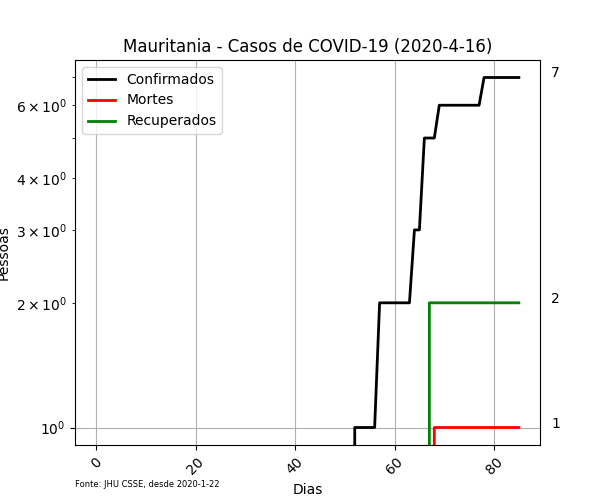 Mauritania - Casos de COVID-19 (2020-4-16)
Confirmados
Mortes
Recuperados
7
2
1
6 × 10⁰
4 × 10⁰
3 × 10⁰
2 × 10⁰
10⁰
Pessoas
0
20
40
60
80
Dias
Fonte: JHU CSSE, desde 2020-1-22